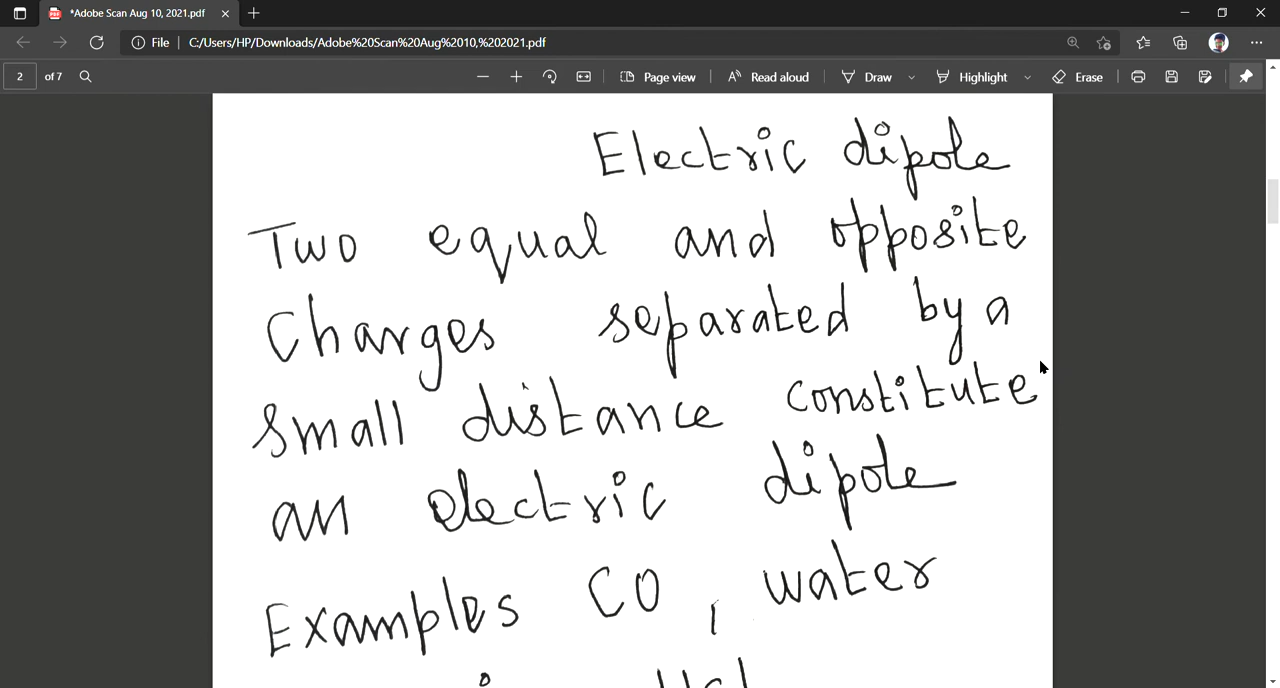 *Adobe Scan Aug 10, 2021.pdf
File C:/Users/HP/Downloads/Adobe%20Scan%20Aug%2010,%202021.pdf
2 of 7 Page view Read aloud Draw Highlight Erase
Electric dipole
Two equal and opposite
Charges separated by a
small distance constitute
an electric dipole
Examples CO , water